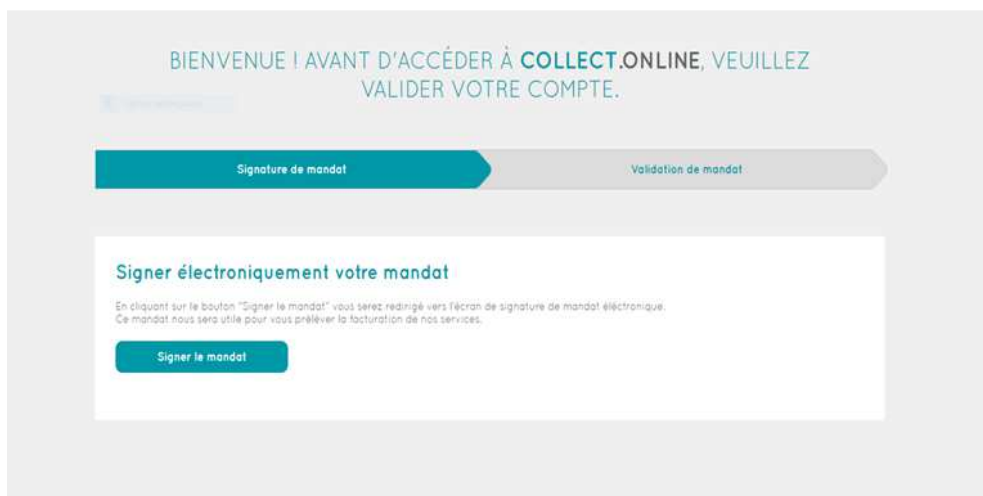 BIENVENUE ! AVANT D'ACCÉDER À COLLECT.ONLINE, VEUILLEZ
VALIDER VOTRE COMPTE.
Signature de mandat
Validation de mandat
Signer électroniquement votre mandat
En cliquant sur le bouton "Signer le mandat" vous serez redirigé vers l'écran de signature de mandat éléctronique.
Ce mandat nous sera utile pour vous prélever la facturation de nos services.
Signer le mandat